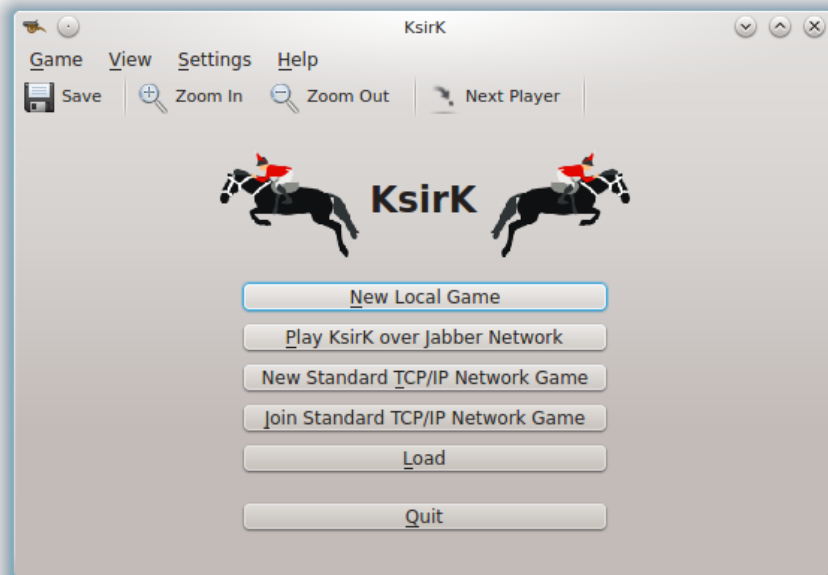 KsirK
Game View Settings Help
Save Zoom In Zoom Out Next Player
KsirK
New Local Game
Play KsirK over Jabber Network
New Standard TCP/IP Network Game
Join Standard TCP/IP Network Game
Load
Quit